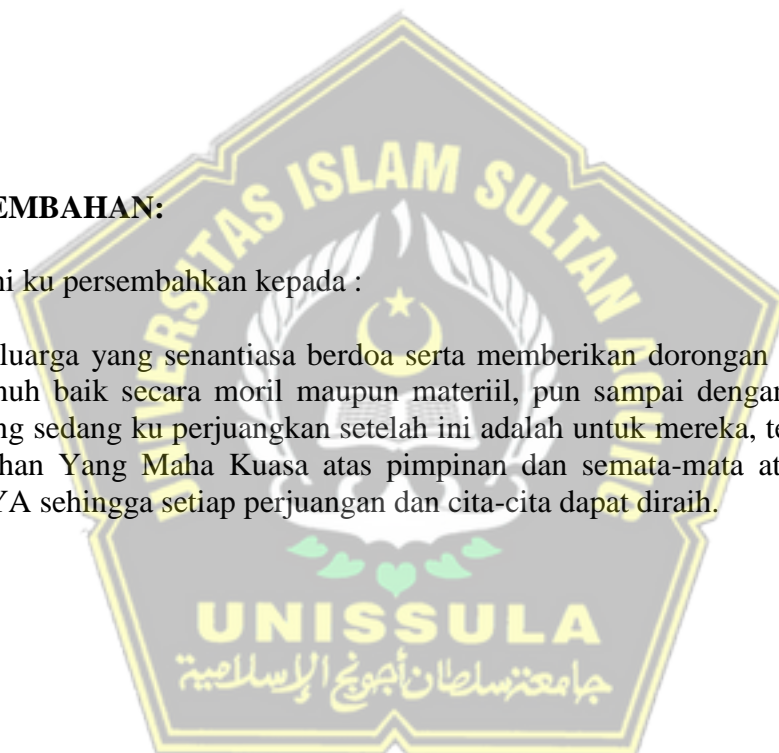 EMBAHAN:
ni ku persembahkan kepada :
luarga yang senantiasa berdoa serta memberikan dorongan
nuh baik secara moril maupun materiil, pun sampai dengan
ng sedang ku perjuangkan setelah ini adalah untuk mereka, te
han Yang Maha Kuasa atas pimpinan dan semata-mata at
YA sehingga setiap perjuangan dan cita-cita dapat diraih.
UNIVERSITAS ISLAM SULTAN AGUNG
UNISSULA
جامعة سلطان أجونج الإسلامية